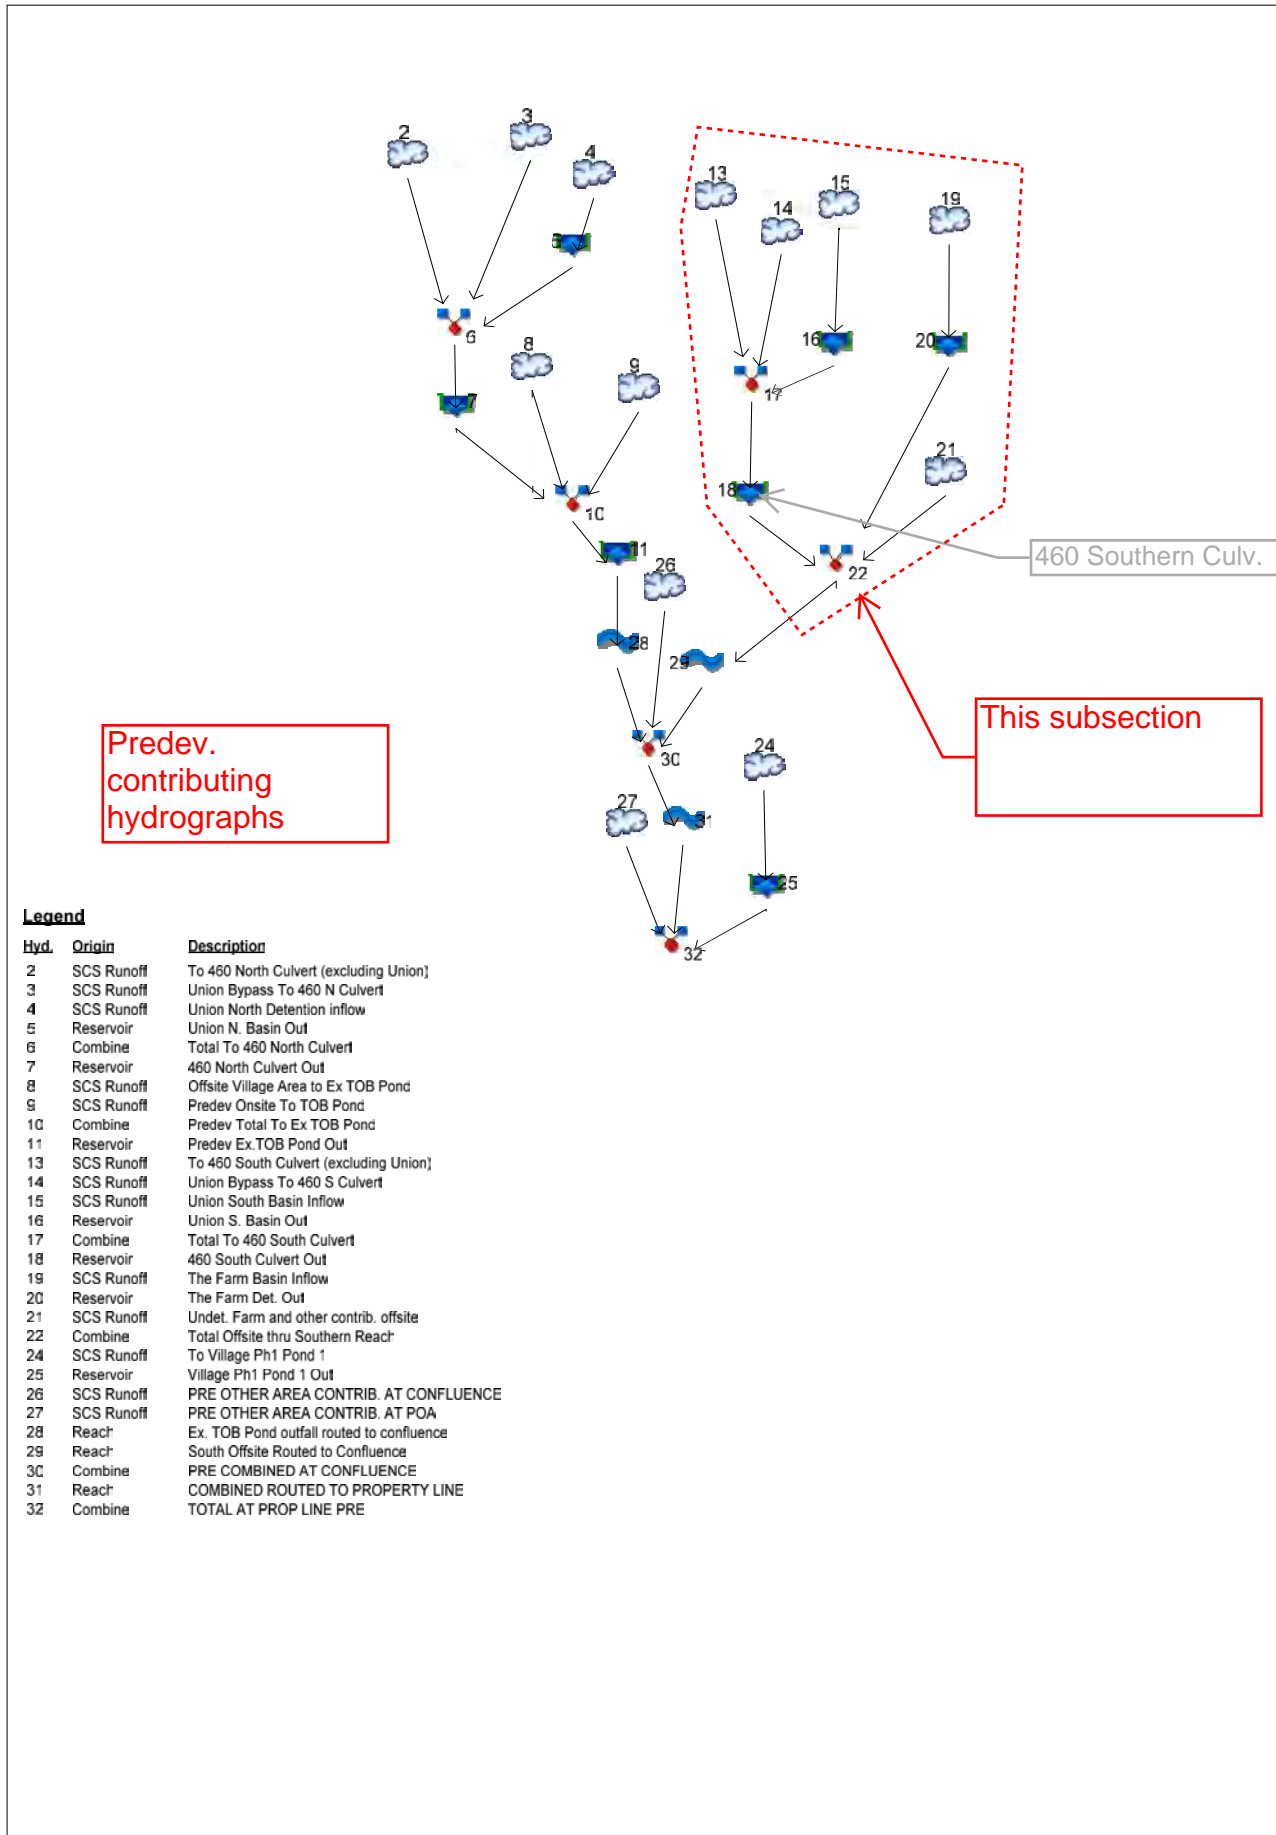 2
3
4
13
14
15
19
5
6
7
8
9
16
17
20
10
18
21
11
26
22
460 Southern Culv.
28
29
This subsection
Predev.
contributing
hydrographs
30
24
27
31
25
32
Legend
Hyd. Origin Description
2 SCS Runoff To 460 North Culvert (excluding Union)
3 SCS Runoff Union Bypass To 460 N Culvert
4 SCS Runoff Union North Detention inflow
5 Reservoir Union N. Basin Out
6 Combine Total To 460 North Culvert
7 Reservoir 460 North Culvert Out
8 SCS Runoff Offsite Village Area to Ex TOB Pond
9 SCS Runoff Predev Onsite To TOB Pond
10 Combine Predev Total To Ex TOB Pond
11 Reservoir Predev Ex.TOB Pond Out
13 SCS Runoff To 460 South Culvert (excluding Union)
14 SCS Runoff Union Bypass To 460 S Culvert
15 SCS Runoff Union South Basin Inflow
16 Reservoir Union S. Basin Out
17 Combine Total To 460 South Culvert
18 Reservoir 460 South Culvert Out
19 SCS Runoff The Farm Basin Inflow
20 Reservoir The Farm Det. Out
21 SCS Runoff Undet. Farm and other contrib. offsite
22 Combine Total Offsite thru Southern Reach
24 SCS Runoff To Village Ph1 Pond 1
25 Reservoir Village Ph1 Pond 1 Out
26 SCS Runoff PRE OTHER AREA CONTRIB. AT CONFLUENCE
27 SCS Runoff PRE OTHER AREA CONTRIB. AT POA
28 Reach Ex. TOB Pond outfall routed to confluence
29 Reach South Offsite Routed to Confluence
30 Combine PRE COMBINED AT CONFLUENCE
31 Reach COMBINED ROUTED TO PROPERTY LINE
32 Combine TOTAL AT PROP LINE PRE